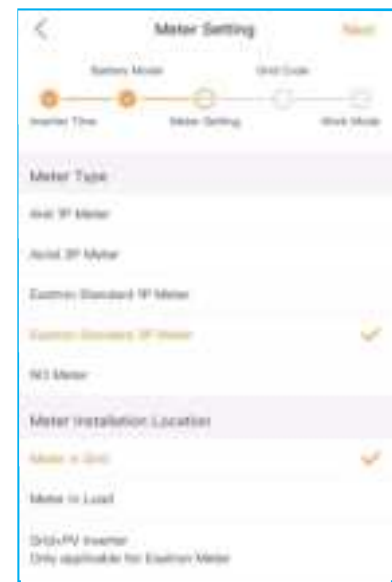 Meter Setting Next
Battery Model Grid Code
Inverter Time Meter Setting Work Mode
Meter Type
1P Meter
Acrel 3P Meter
Eastron Standard 1P Meter
Eastron Standard 3P Meter
NO Meter
Meter Installation Location
Meter in Grid
Meter in Load
Grid+PV Inverter
Only applicable for Eastron Meter